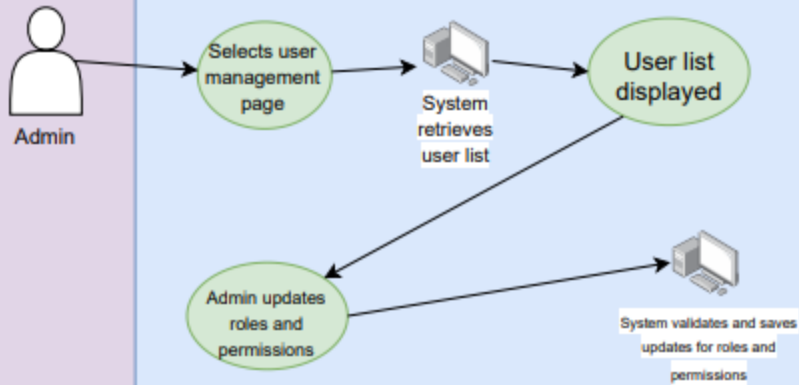 Admin
Selects user
management
page
System
retrieves
user list
User list
displayed
Admin updates
roles and
permissions
System validates and saves
updates for roles and
permissions